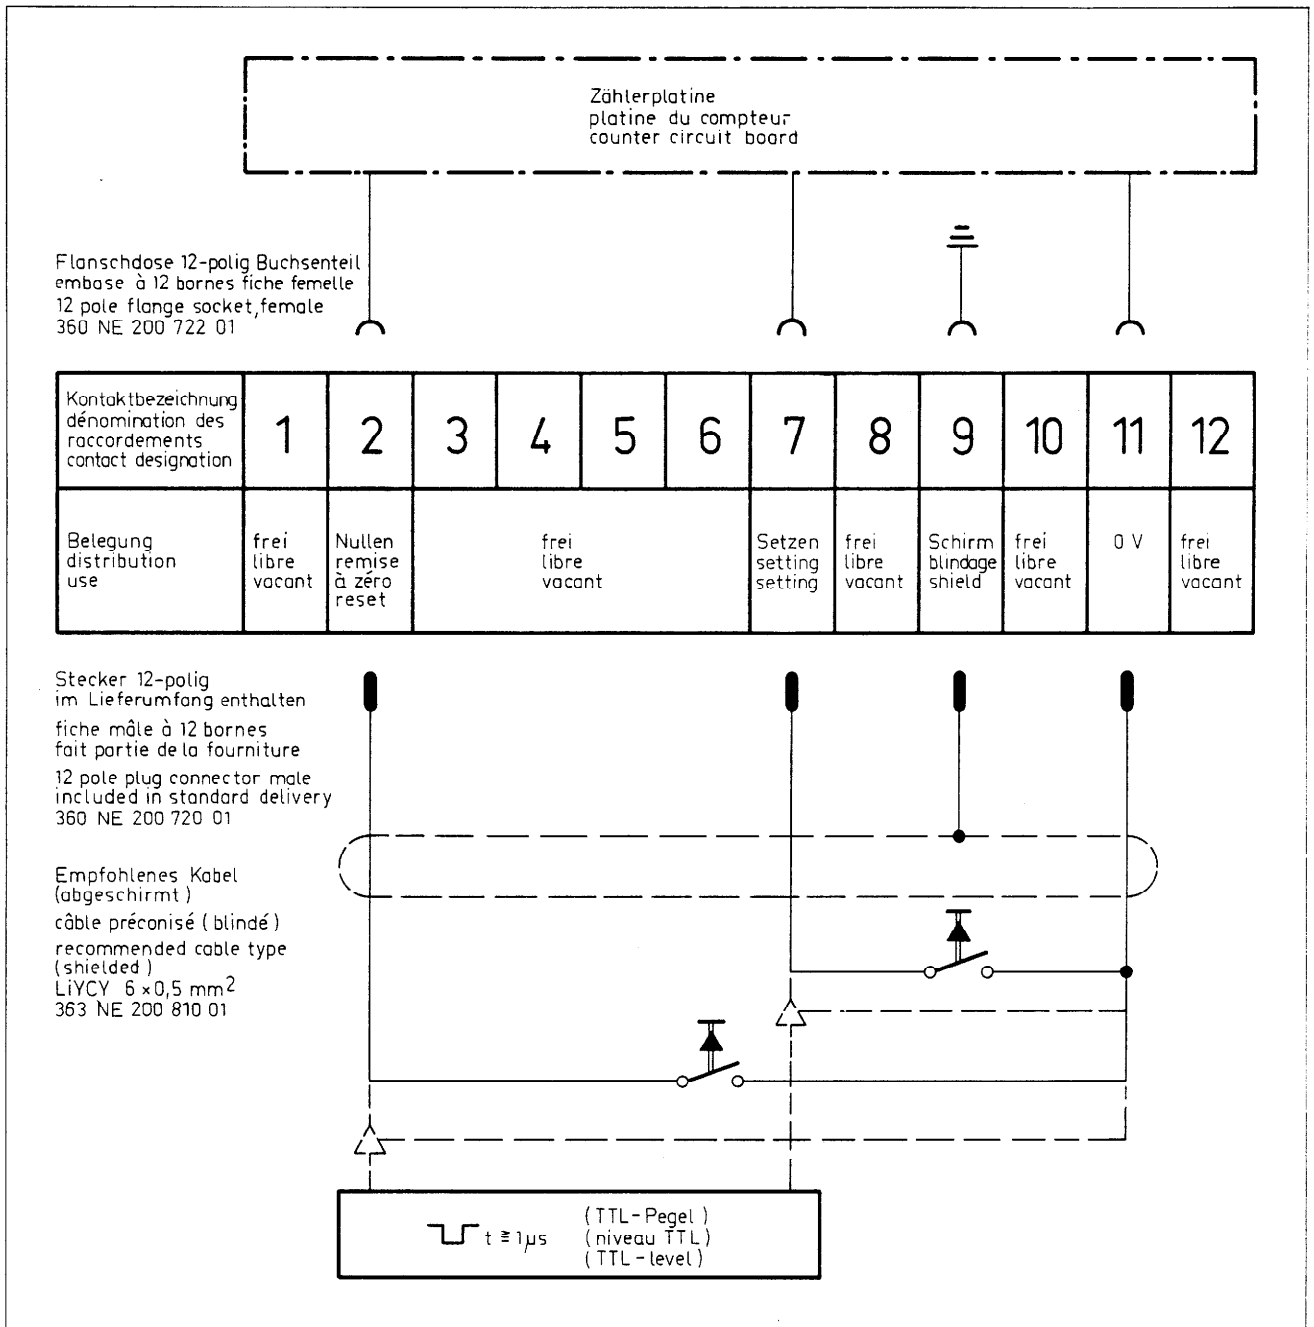 Zählerplatine
platine du compteur
counter circuit board
Flanschdose 12-polig Buchsenteil
embase à 12 bornes fiche femelle
12 pole flange socket, female
360 NE 200 722 01
Kontaktbezeichnung
dénomination des
raccordements
contact designation
1 2 3 4 5 6 7 8 9 10 11 12
Belegung
distribution
use
frei
libre
vacant
Nullen
remise
à zéro
reset
frei
libre
vacant
Setzen
setting
setting
frei
libre
vacant
Schirm
blindage
shield
frei
libre
vacant
0 V
frei
libre
vacant
Stecker 12-polig
im Lieferumfang enthalten
fiche mâle à 12 bornes
fait partie de la fourniture
12 pole plug connector male
included in standard delivery
360 NE 200 720 01
Empfohlenes Kabel
(abgeschirmt)
câble préconisé (blindé)
recommended cable type
(shielded)
LiYCY 6 x 0,5 mm²
363 NE 200 810 01
t ≧ 1µs
(TTL-Pegel)
(niveau TTL)
(TTL-level)